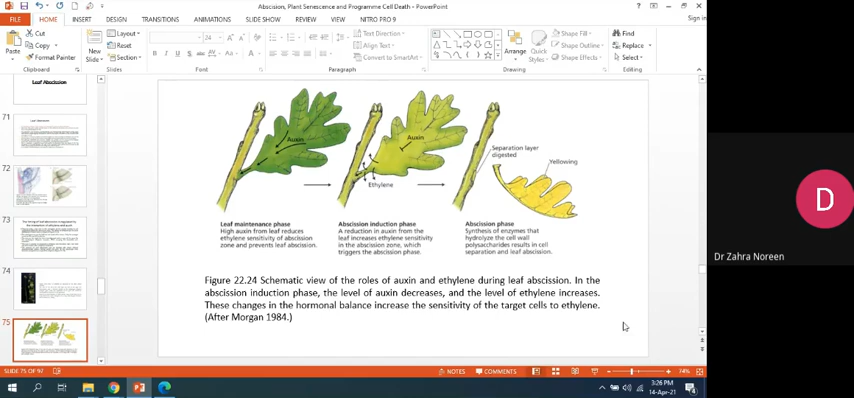 Abscission, Plant Senescence and Programme Cell Death - PowerPoint
FILE HOME INSERT DESIGN TRANSITIONS ANIMATIONS SLIDE SHOW REVIEW VIEW NITRO PRO 9 Sign in
Paste
Cut
Copy
Format Painter
Clipboard
New Slide
Layout
Reset
Section
Slides
24
Font
Text Direction
Align Text
Convert to SmartArt
Paragraph
Arrange
Quick Styles
Shape Fill
Shape Outline
Shape Effects
Drawing
Find
Replace
Select
Editing
Leaf Abscission
71
72
73
74
75
Auxin
Auxin
Ethylene
Separation layer digested
Yellowing
Leaf maintenance phase
High auxin from leaf reduces
ethylene sensitivity of abscission
zone and prevents leaf abscission.
Abscission induction phase
A reduction in auxin from the
leaf increases ethylene sensitivity
in the abscission zone, which
triggers the abscission phase.
Abscission phase
Synthesis of enzymes that
hydrolyze the cell wall
polysaccharides results in cell
separation and leaf abscission.
Figure 22.24 Schematic view of the roles of auxin and ethylene during leaf abscission. In the
abscission induction phase, the level of auxin decreases, and the level of ethylene increases.
These changes in the hormonal balance increase the sensitivity of the target cells to ethylene.
(After Morgan 1984.)
D
Dr Zahra Noreen
SLIDE 75 OF 97
NOTES COMMENTS 74%
3:26 PM
14-Apr-21